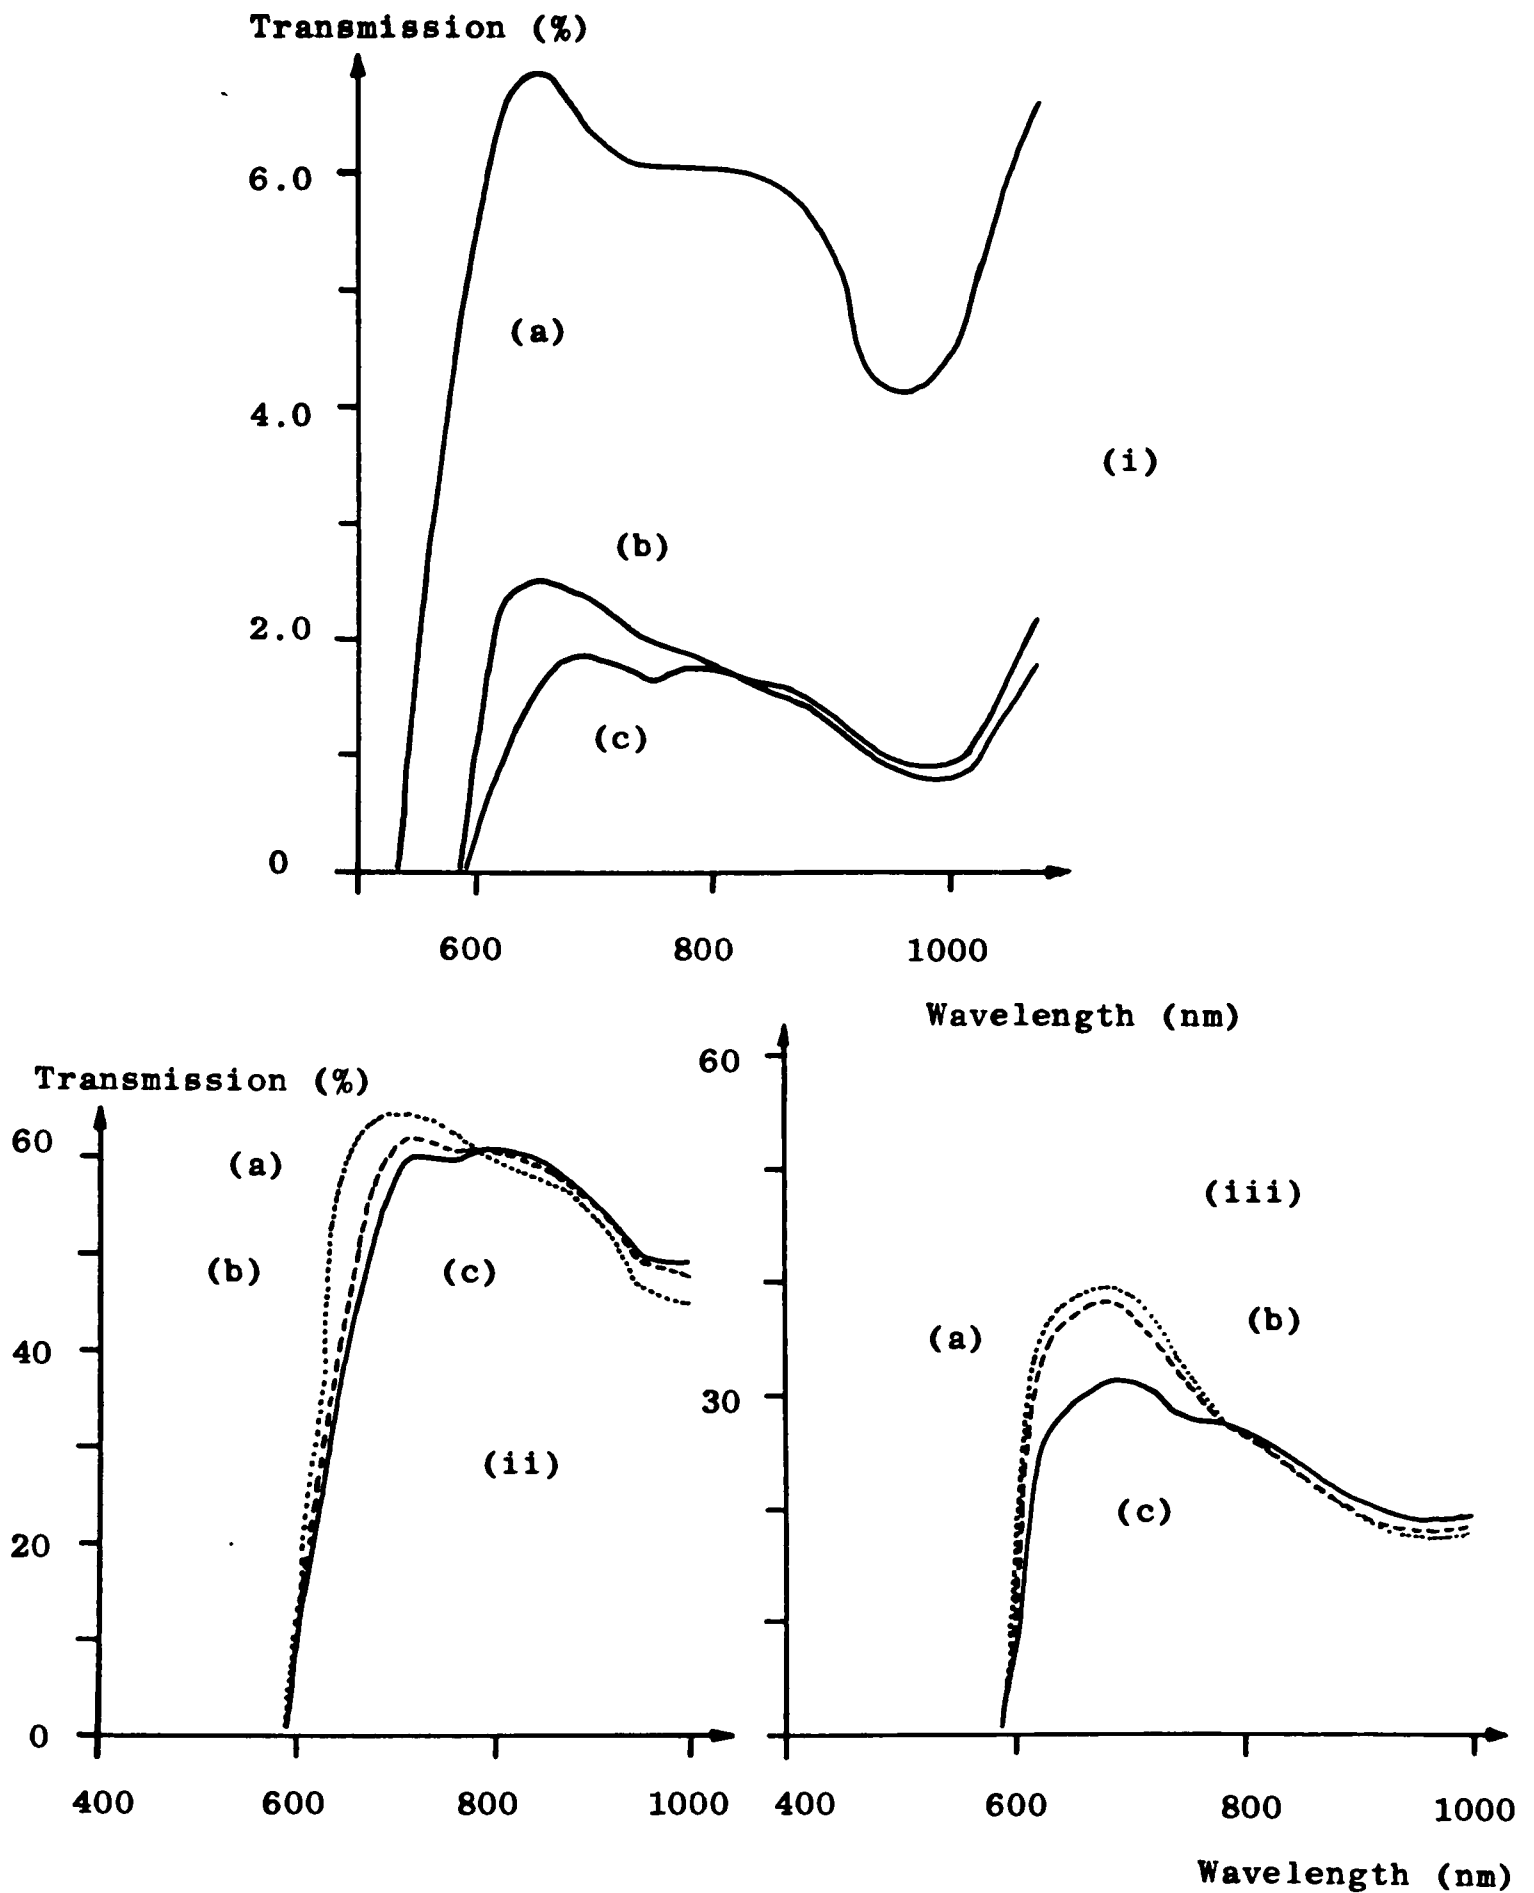 Transmission (%)
6.0
(a)
4.0
(i)
(b)
2.0
(c)
0
600 800 1000
Wavelength (nm)
Transmission (%)
60
(a)
(b) (c)
40
(ii)
20
0
400 600 800 1000
60
(iii)
(a) (b)
30
(c)
400 600 800 1000
Wavelength (nm)